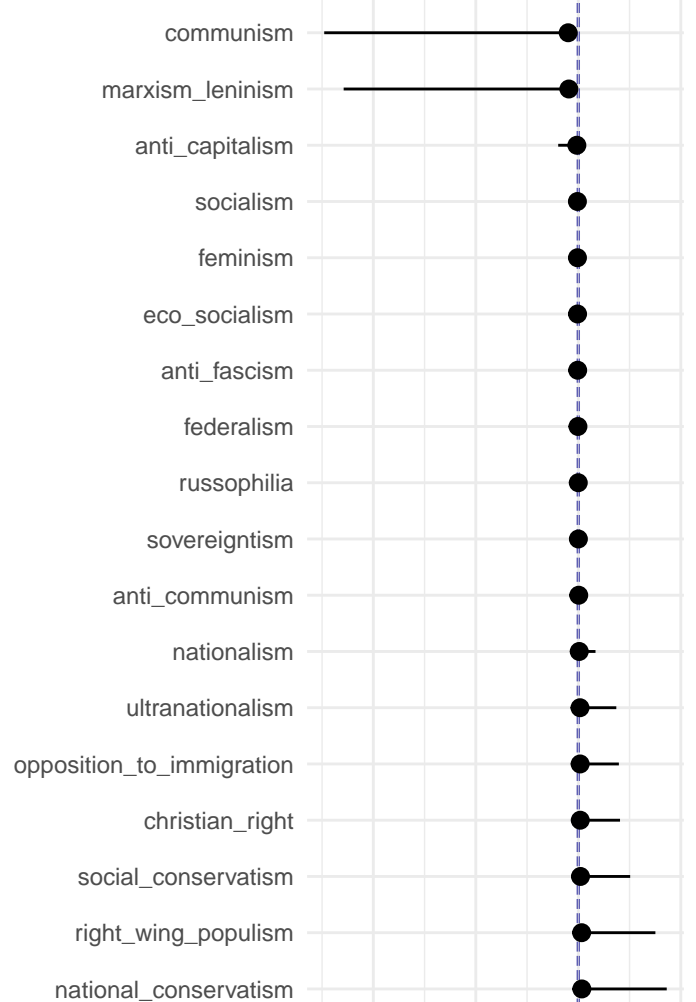 communism
marxism_leninism
anti_capitalism
socialism
feminism
eco_socialism
anti_fascism
federalism
russophilia
sovereigntism
anti_communism
nationalism
ultranationalism
opposition_to_immigration
christian_right
social_conservatism
right_wing_populism
national_conservatism